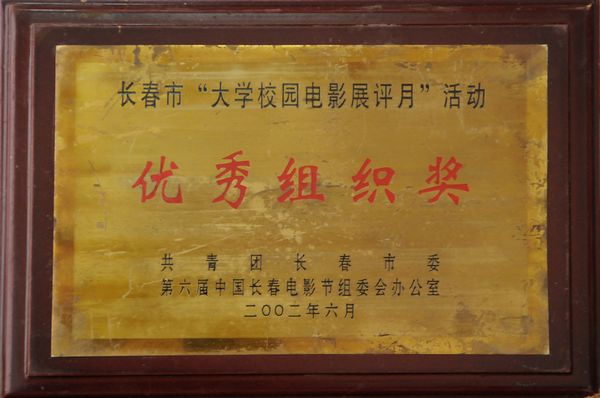 长春市“大学校园电影展评月”活动
优秀组织奖
共青团长春市委
第六届中国长春电影节组委会办公室
二〇〇二年六月